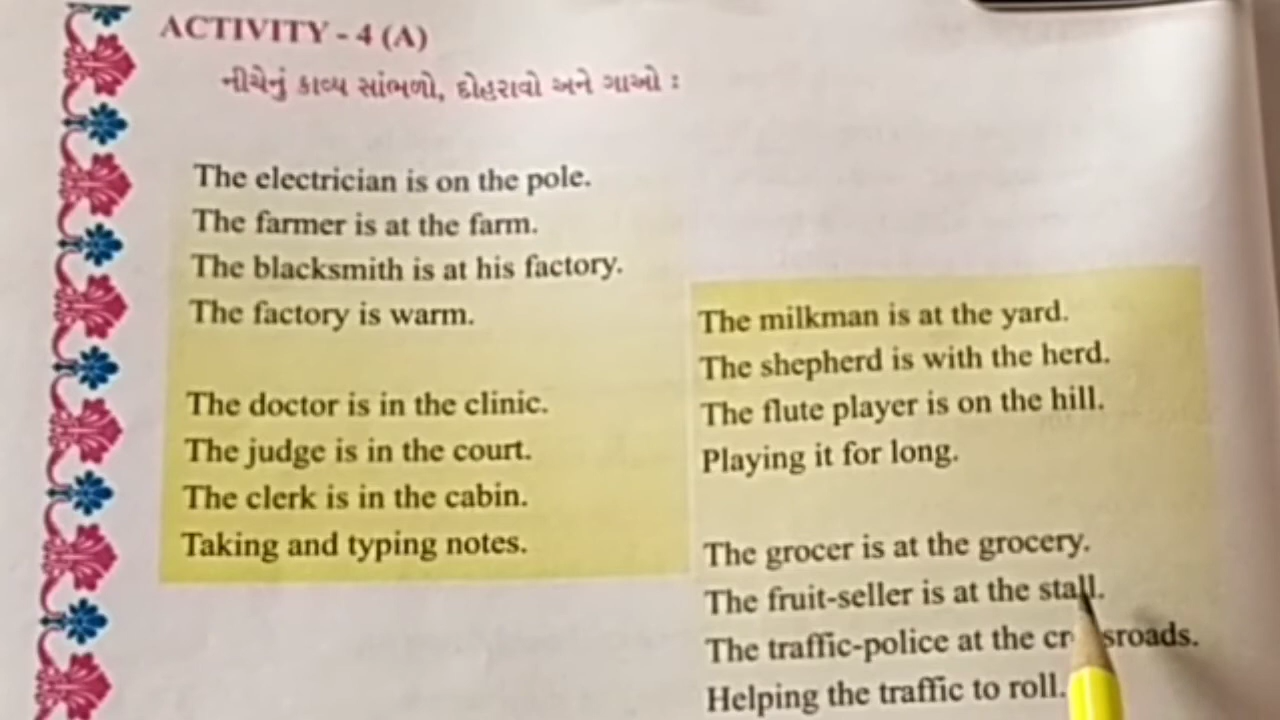 ACTIVITY - 4 (A)
નીચેનું કાવ્ય સાંભળો, દોહરાવો અને ગાઓ :
The electrician is on the pole.
The farmer is at the farm.
The blacksmith is at his factory.
The factory is warm.
The doctor is in the clinic.
The judge is in the court.
The clerk is in the cabin.
Taking and typing notes.
The milkman is at the yard.
The shepherd is with the herd.
The flute player is on the hill.
Playing it for long.
The grocer is at the grocery.
The fruit-seller is at the stall.
The traffic-police at the crossroads.
Helping the traffic to roll.